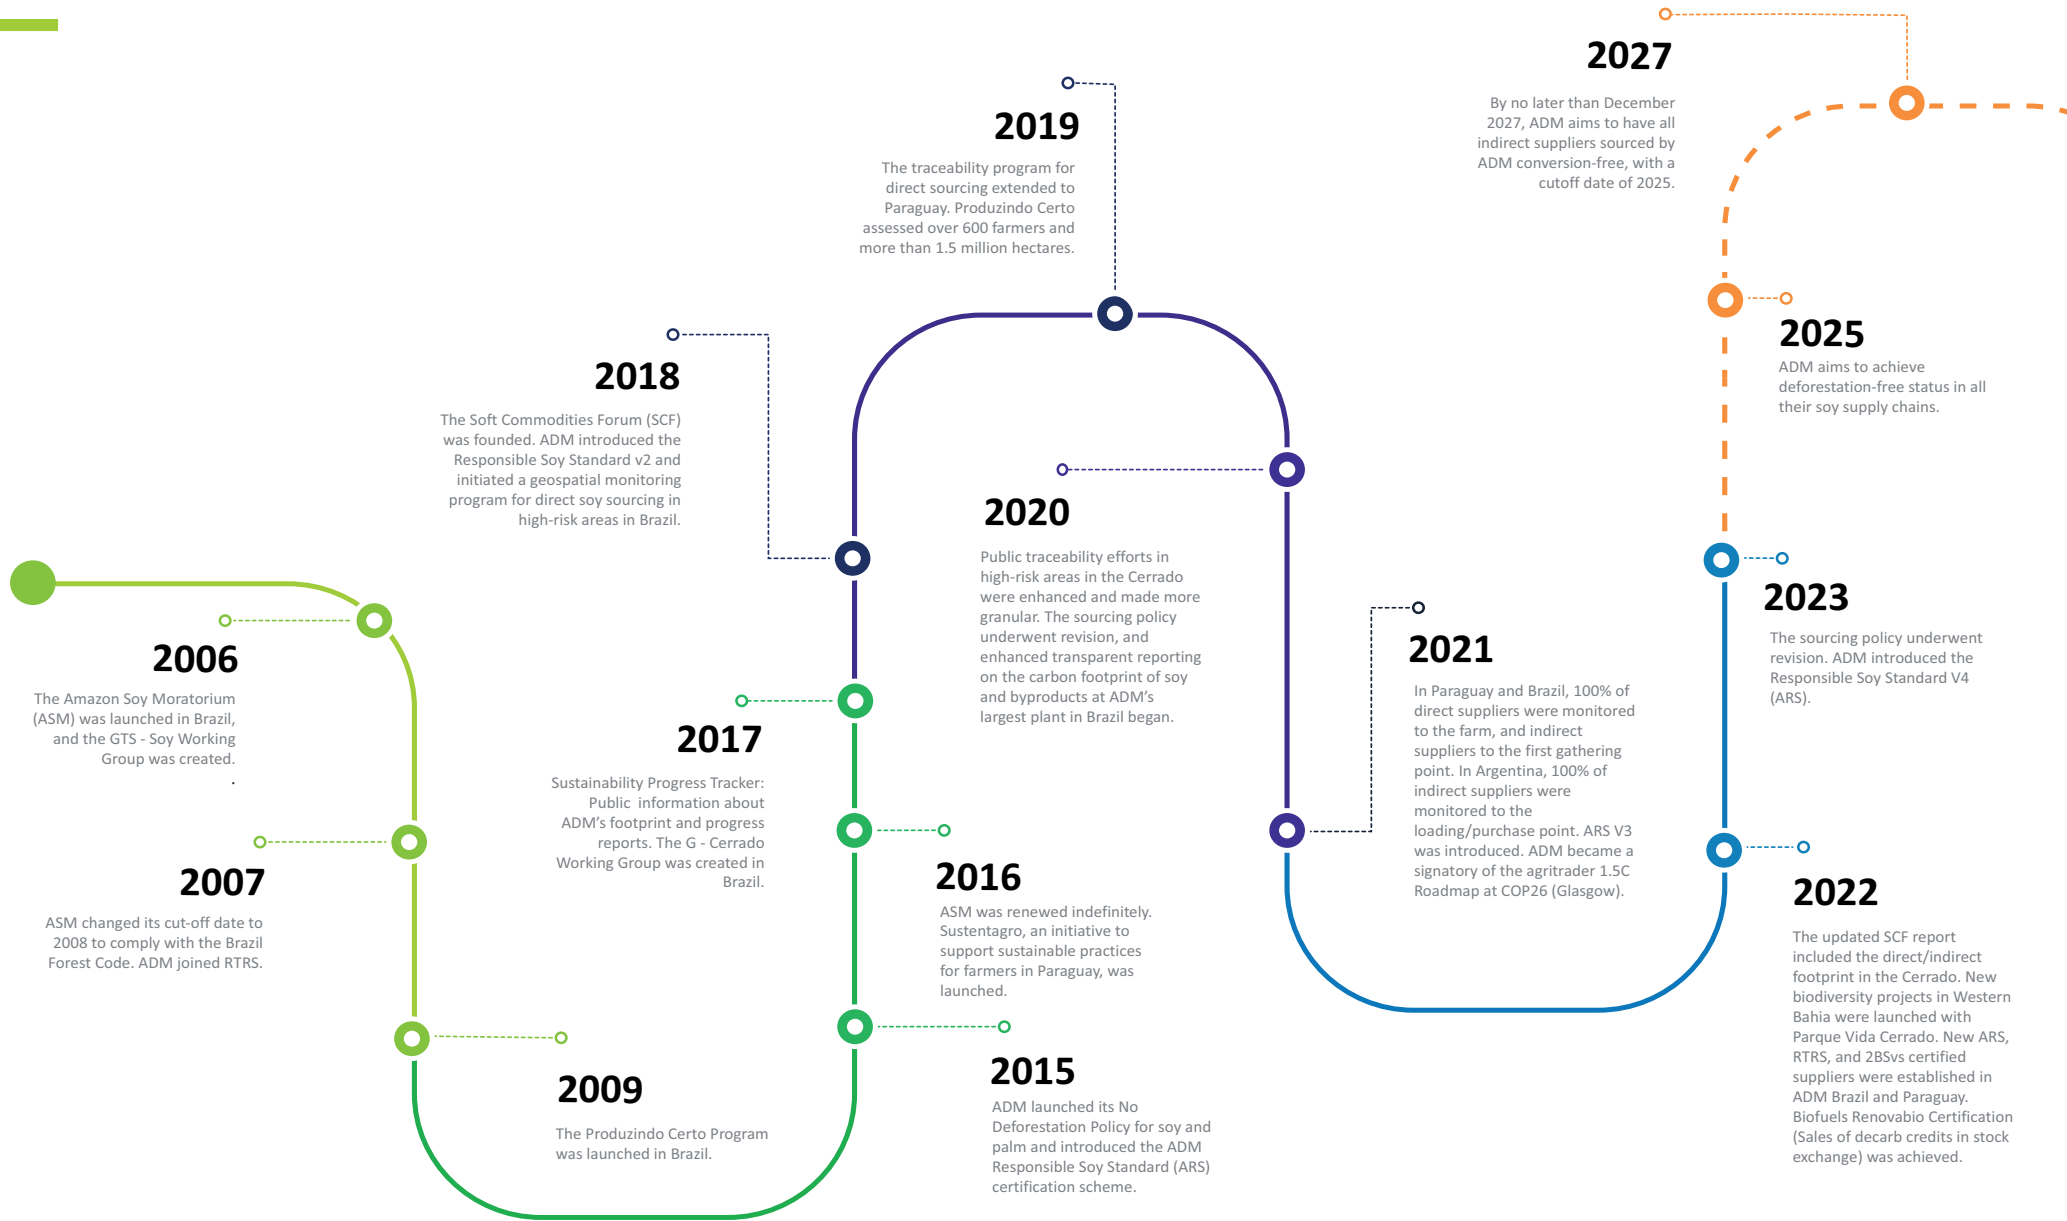 2006
The Amazon Soy Moratorium
(ASM) was launched in Brazil,
and the GTS - Soy Working
Group was created.
.
2007
ASM changed its cut-off date to
2008 to comply with the Brazil
Forest Code. ADM joined RTRS.
2009
The Produzindo Certo Program
was launched in Brazil.
2015
ADM launched its No
Deforestation Policy for soy and
palm and introduced the ADM
Responsible Soy Standard (ARS)
certification scheme.
2016
ASM was renewed indefinitely.
Sustentagro, an initiative to
support sustainable practices
for farmers in Paraguay, was
launched.
2017
Sustainability Progress Tracker:
Public information about
ADM's footprint and progress
reports. The G - Cerrado
Working Group was created in
Brazil.
2018
The Soft Commodities Forum (SCF)
was founded. ADM introduced the
Responsible Soy Standard v2 and
initiated a geospatial monitoring
program for direct soy sourcing in
high-risk areas in Brazil.
2019
The traceability program for
direct sourcing extended to
Paraguay. Produzindo Certo
assessed over 600 farmers and
more than 1.5 million hectares.
2020
Public traceability efforts in
high-risk areas in the Cerrado
were enhanced and made more
granular. The sourcing policy
underwent revision, and
enhanced transparent reporting
on the carbon footprint of soy
and byproducts at ADM's
largest plant in Brazil began.
2021
In Paraguay and Brazil, 100% of
direct suppliers were monitored
to the farm, and indirect
suppliers to the first gathering
point. In Argentina, 100% of
indirect suppliers were
monitored to the
loading/purchase point. ARS V3
was introduced. ADM became a
signatory of the agritrader 1.5C
Roadmap at COP26 (Glasgow).
2022
The updated SCF report
included the direct/indirect
footprint in the Cerrado. New
biodiversity projects in Western
Bahia were launched with
Parque Vida Cerrado. New ARS,
RTRS, and 2BSvs certified
suppliers were established in
ADM Brazil and Paraguay.
Biofuels Renovabio Certification
(Sales of decarb credits in stock
exchange) was achieved.
2023
The sourcing policy underwent
revision. ADM introduced the
Responsible Soy Standard V4
(ARS).
2025
ADM aims to achieve
deforestation-free status in all
their soy supply chains.
2027
By no later than December
2027, ADM aims to have all
indirect suppliers sourced by
ADM conversion-free, with a
cutoff date of 2025.